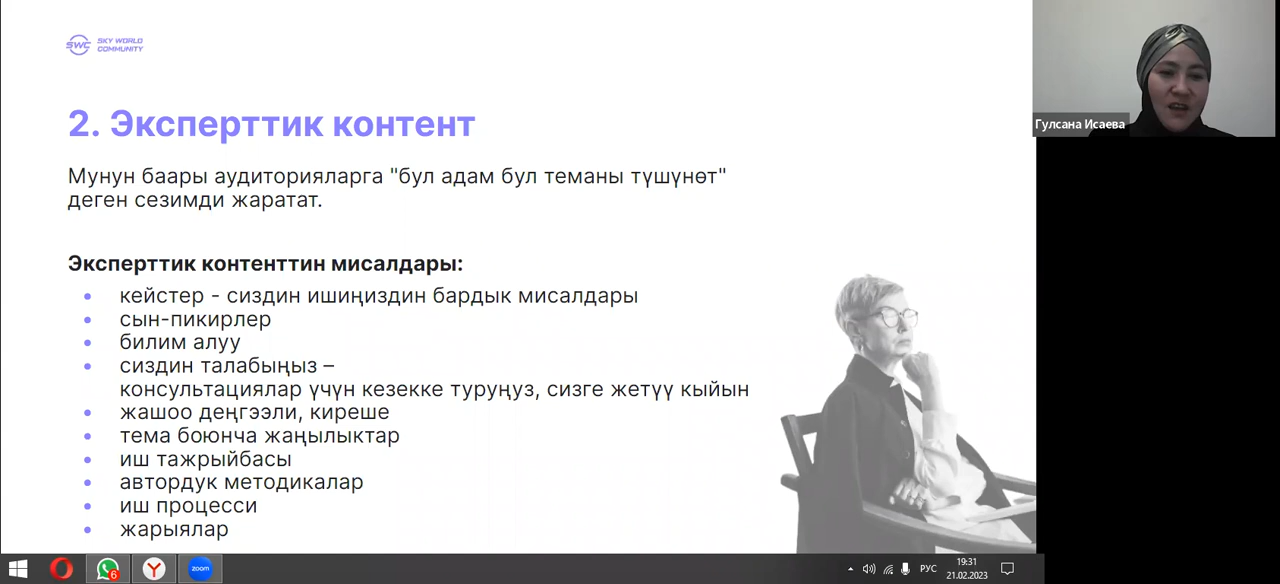 SWC SKY WORLD
COMMUNITY
2. Эксперттик контент
Мунун баары аудиторияларга "бул адам бул теманы түшүнөт"
деген сезимди жаратат.
Эксперттик контенттин мисалдары:
кейстер - сиздин ишиңиздин бардык мисалдары
сын-пикирлер
билим алуу
сиздин талабыңыз –
консультациялар үчүн кезекке туруңуз, сизге жетүү кыйын
жашоо деңгээли, киреше
тема боюнча жаңылыктар
иш тажрыйбасы
автордук методикалар
иш процесси
жарыялар
Гулсана Исаева
6
zoom
РУС
19:31
21.02.2023